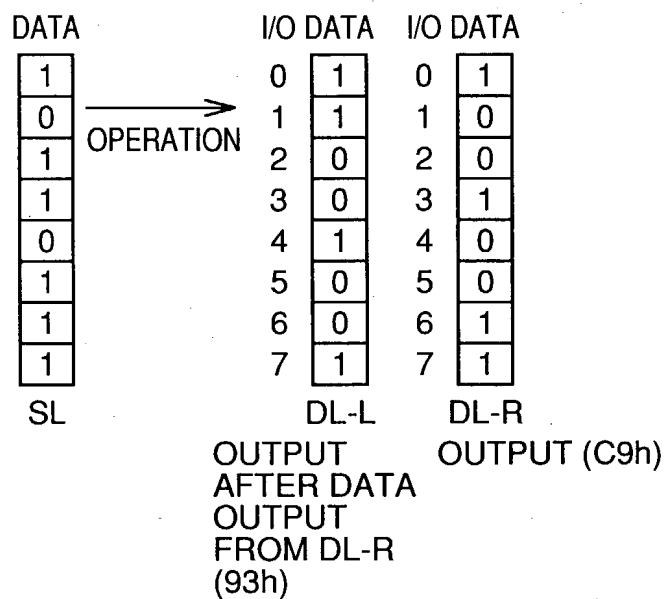 DATA I/O DATA I/O DATA
1 0 1 0 1
0 1 1 1 0
OPERATION
1 2 0 2 0
1 3 0 3 1
0 4 1 4 0
1 5 0 5 0
1 6 0 6 1
1 7 1 7 1
SL DL-L DL-R
OUTPUT OUTPUT (C9h)
AFTER DATA
OUTPUT
FROM DL-R
(93h)